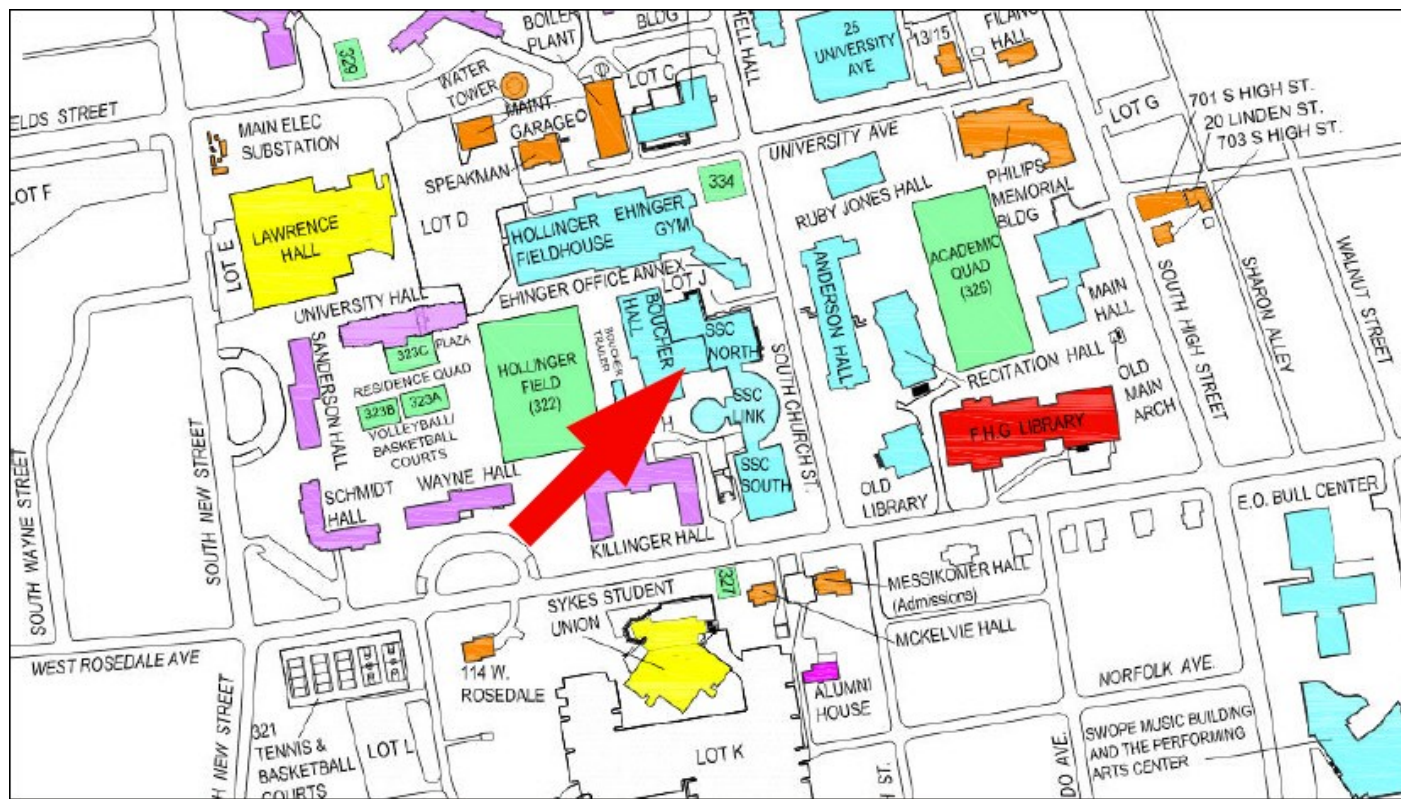 BOILER
PLANT
BLDG
25
UNIVERSITY
AVE
13/15
HALL
329
WATER
TOWER
LOT C
MAINT
GARAGE
MAIN ELEC
SUBSTATION
SPEAKMAN
UNIVERSITY AVE
LOT G
701 S HIGH ST.
20 LINDEN ST.
703 S HIGH ST.
LOT F
LOT E
LAWRENCE
HALL
LOT D
HOLLINGER
FIELDHOUSE
EHINGER
GYM
334
RUBY JONES HALL
PHILIPS
MEMORIAL
BLDG
ACADEMIC
QUAD
(326)
ANDERSON HALL
EHINGER OFFICE ANNEX
LOT J
UNIVERSITY HALL
SANDERSON HALL
323C
PLAZA
RESIDENCE QUAD
323B
323A
VOLLEYBALL/
BASKETBALL
COURTS
HOLLINGER
FIELD
(322)
BOUCHER
HALL
BOUCHER
TRAILER
SSC
NORTH
SSC
LINK
SSC
SOUTH
SOUTH CHURCH ST.
RECITATION HALL
MAIN
HALL
OLD
MAIN
ARCH
SOUTH HIGH STREET
SHARON ALLEY
WALNUT STREET
F.H.G LIBRARY
OLD
LIBRARY
E.O. BULL CENTER
SOUTH WAYNE STREET
SOUTH NEW STREET
SCHMIDT
HALL
WAYNE HALL
KILLINGER HALL
SYKES STUDENT
UNION
327
MESSIKOMER HALL
(Admissions)
MCKELVIE HALL
WEST ROSEDALE AVE
114 W.
ROSEDALE
ALUMNI
HOUSE
NORFOLK AVE.
321
TENNIS &
BASKETBALL
COURTS
LOT L
LOT K
NEW STREET
SWOPE MUSIC BUILDING
AND THE PERFORMING
ARTS CENTER